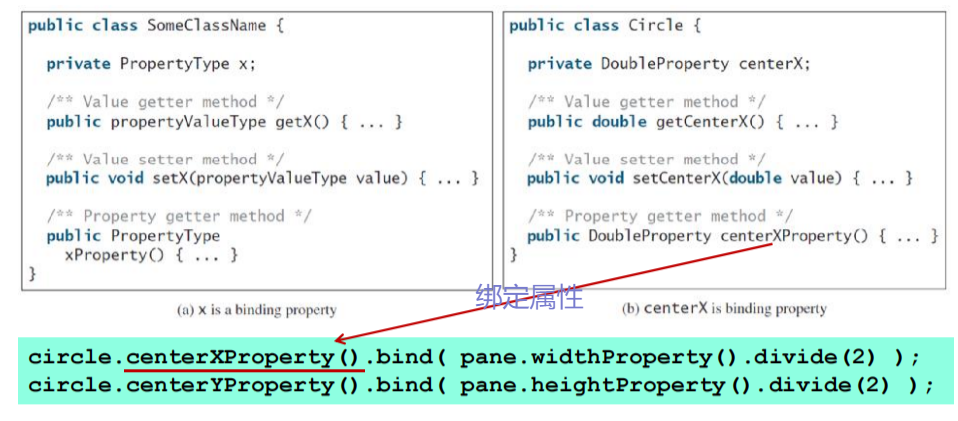 public class SomeClassName {
private PropertyType x;
/** Value getter method */
public propertyValueType getX() { ... }
/** Value setter method */
public void setX(propertyValueType value) { ... }
/** Property getter method */
public PropertyType
xProperty() { ... }
}
(a) x is a binding property
public class Circle {
private DoubleProperty centerX;
/** Value getter method */
public double getCenterX() { ... }
/** Value setter method */
public void setCenterX(double value) { ... }
/** Property getter method */
public DoubleProperty centerXProperty() { ... }
}
(b) centerX is binding property
绑定属性
circle.centerXProperty().bind( pane.widthProperty().divide(2) );
circle.centerYProperty().bind( pane.heightProperty().divide(2) );